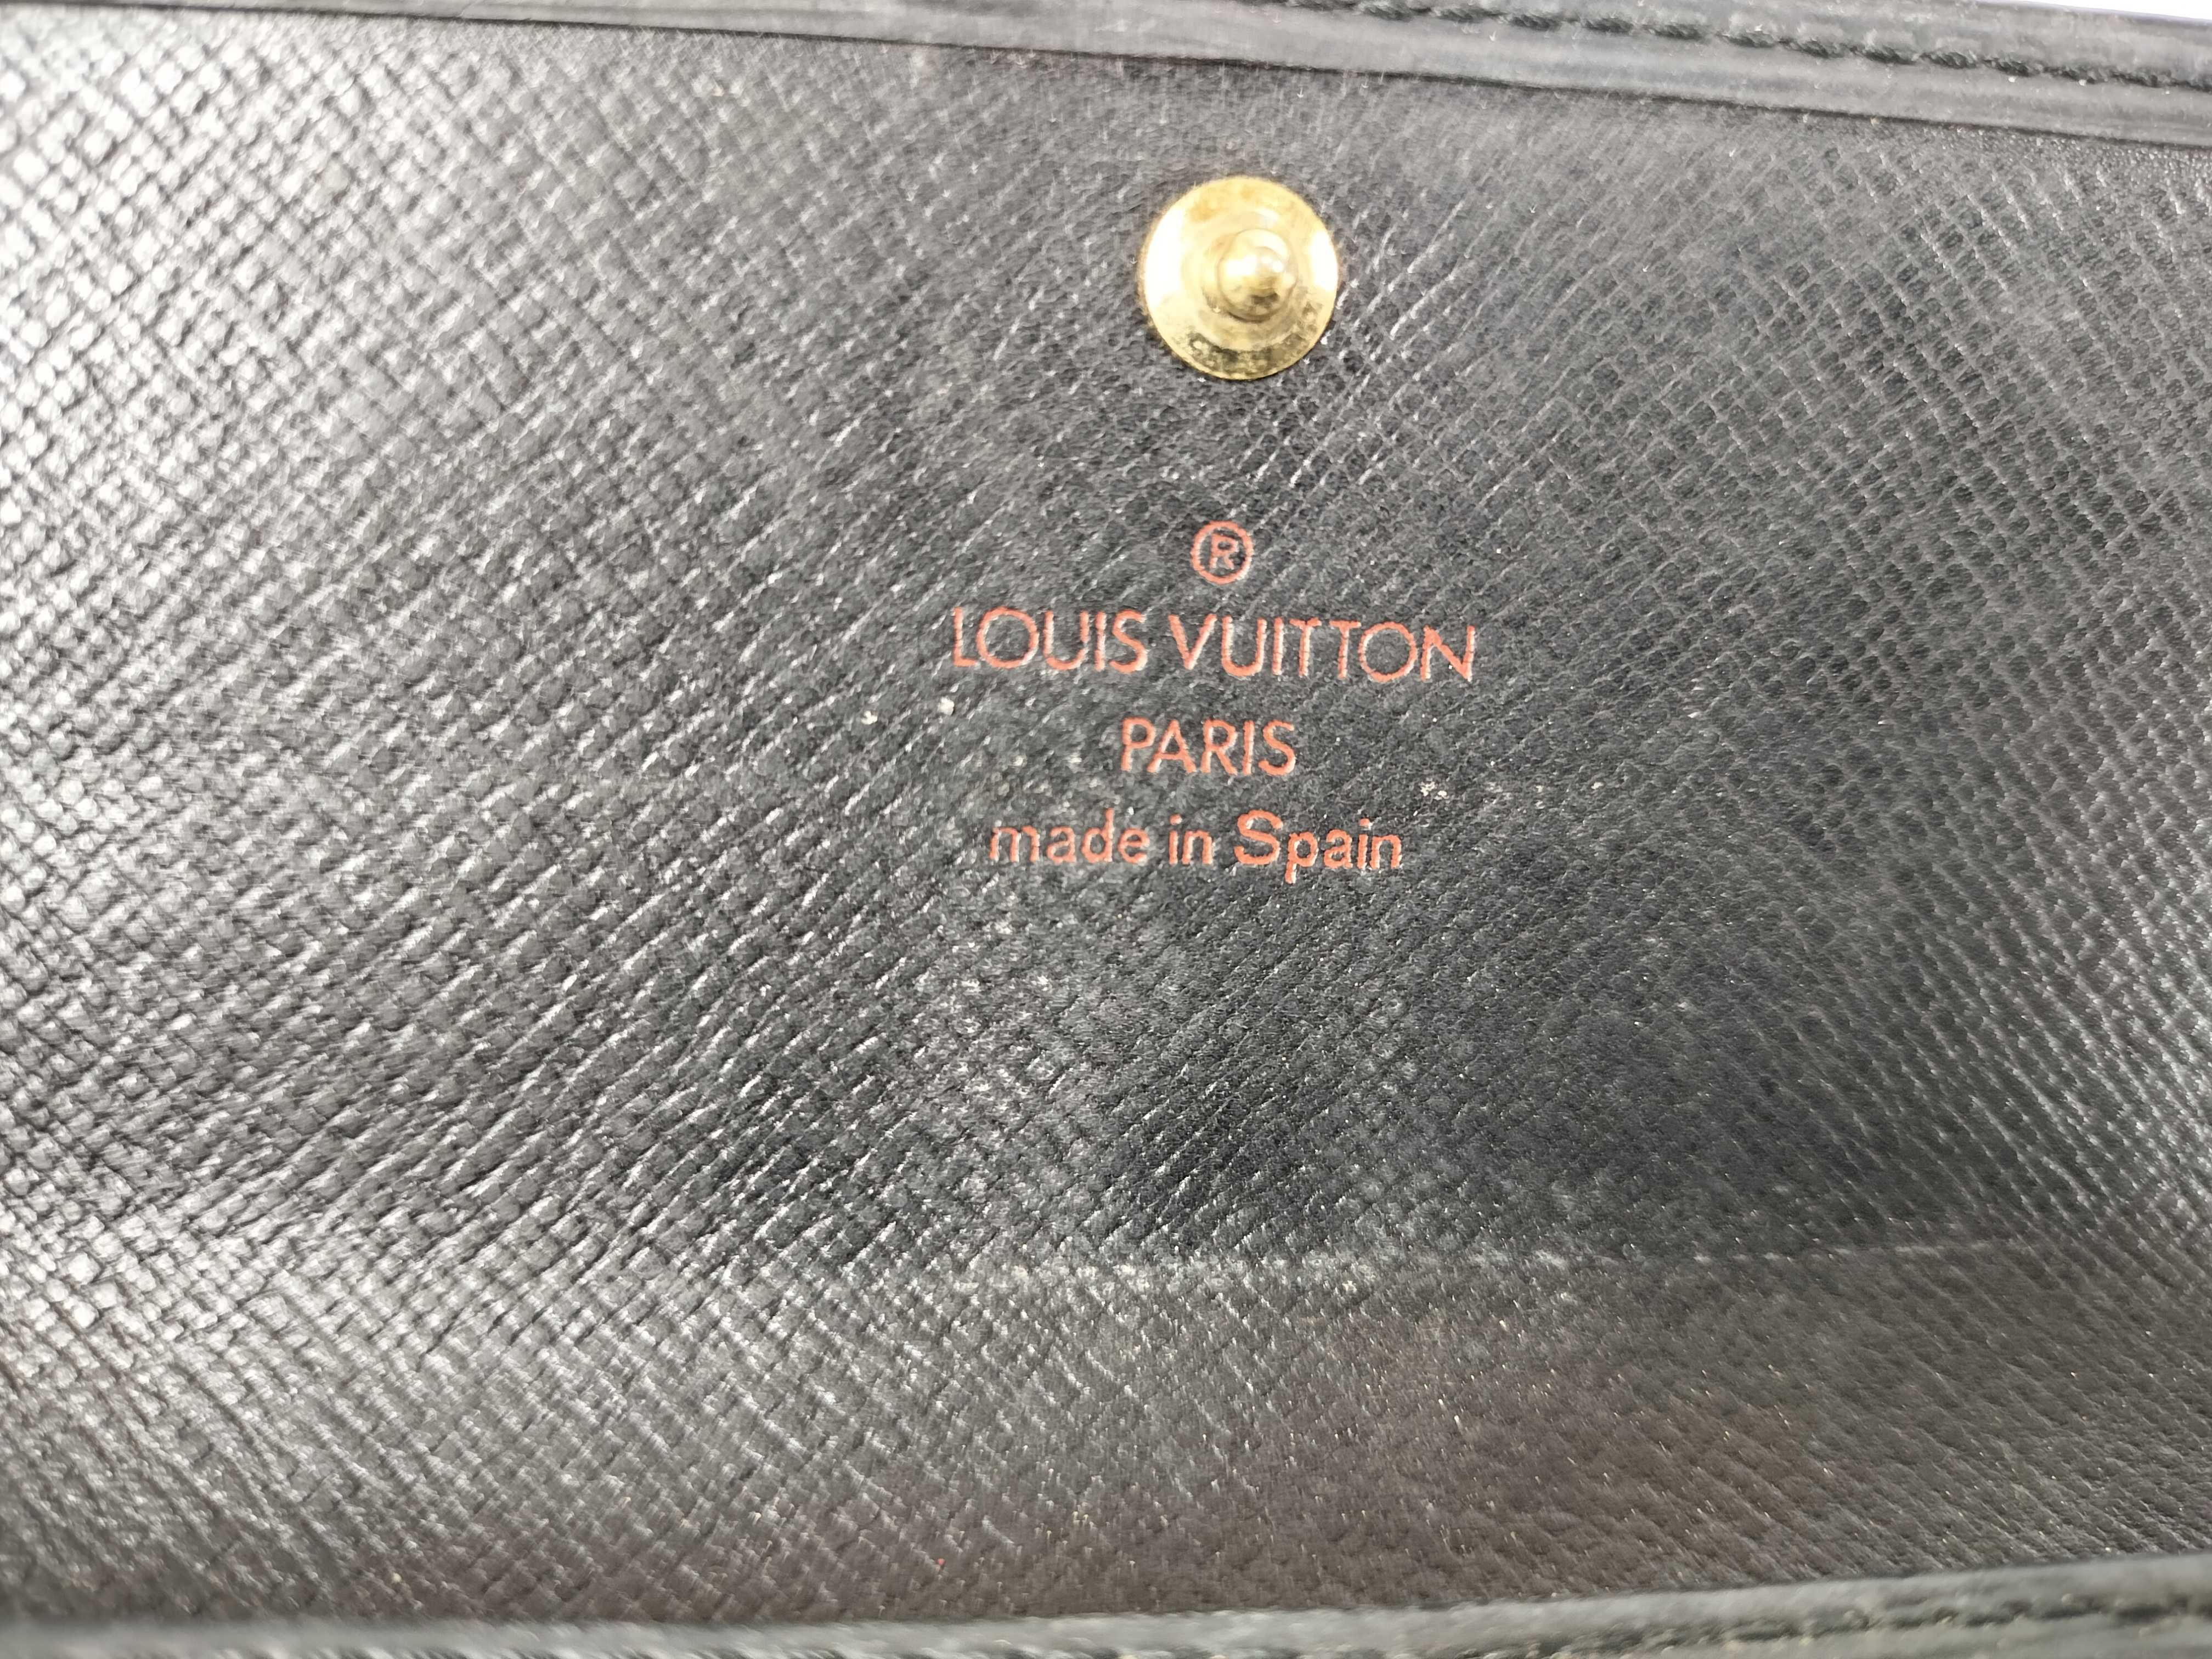 ®
LOUIS VUITTON
PARIS
made in Spain